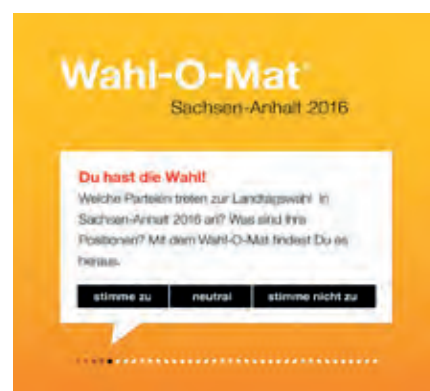 Wahl-O-Mat®
Sachsen-Anhalt 2016
Du hast die Wahl!
Welche Parteien treten zur Landtagswahl in
Sachsen-Anhalt 2016 an? Was sind ihre
Positionen? Mit dem Wahl-O-Mat findest Du es
heraus.
stimme zu neutral stimme nicht zu